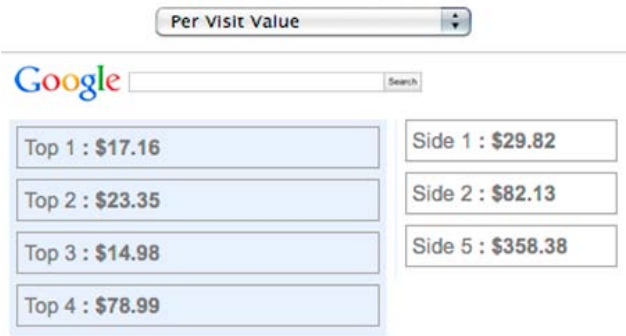 Per Visit Value
Google
Search
Top 1 : $17.16
Top 2 : $23.35
Top 3 : $14.98
Top 4 : $78.99
Side 1 : $29.82
Side 2 : $82.13
Side 5 : $358.38